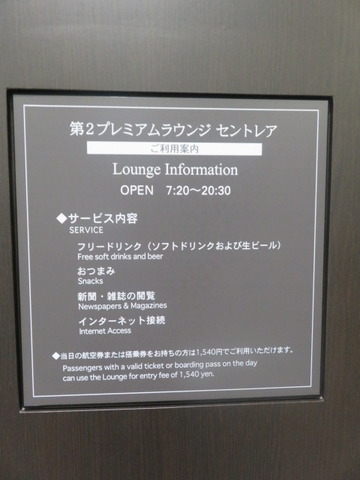 第2プレミアムラウンジ セントレア
ご利用案内
Lounge Information
OPEN 7:20〜20:30
◆サービス内容
SERVICE
フリードリンク（ソフトドリンクおよび生ビール）
Free soft drinks and beer
おつまみ
Snacks
新聞・雑誌の閲覧
Newspapers & Magazines
インターネット接続
Internet Access
◆当日の航空券または搭乗券をお持ちの方は1,540円でご利用いただけます。
Passengers with a valid ticket or boarding pass on the day
can use the Lounge for entry fee of 1,540 yen.